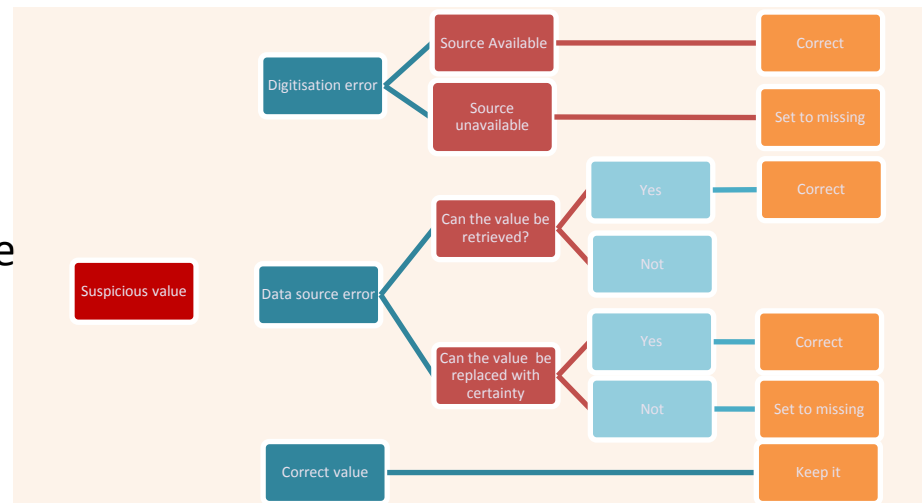 Source Available
Correct
Digitisation error
Source
unavailable
Set to missing
Yes
Correct
Can the value be
retrieved?
Not
e
Suspicious value
Data source error
Yes
Correct
Can the value be
replaced with
certainty
Not
Set to missing
Correct value
Keep it